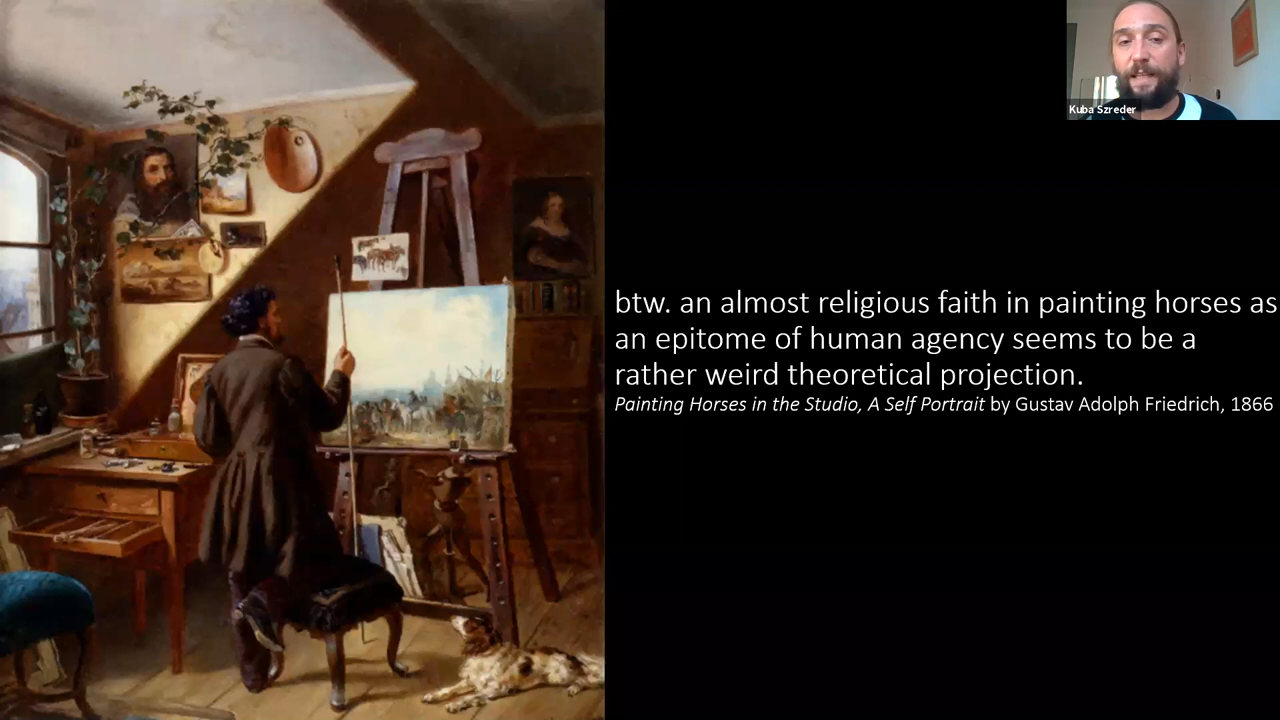 Kuba Szreder
btw. an almost religious faith in painting horses as
an epitome of human agency seems to be a
rather weird theoretical projection.
Painting Horses in the Studio, A Self Portrait by Gustav Adolph Friedrich, 1866